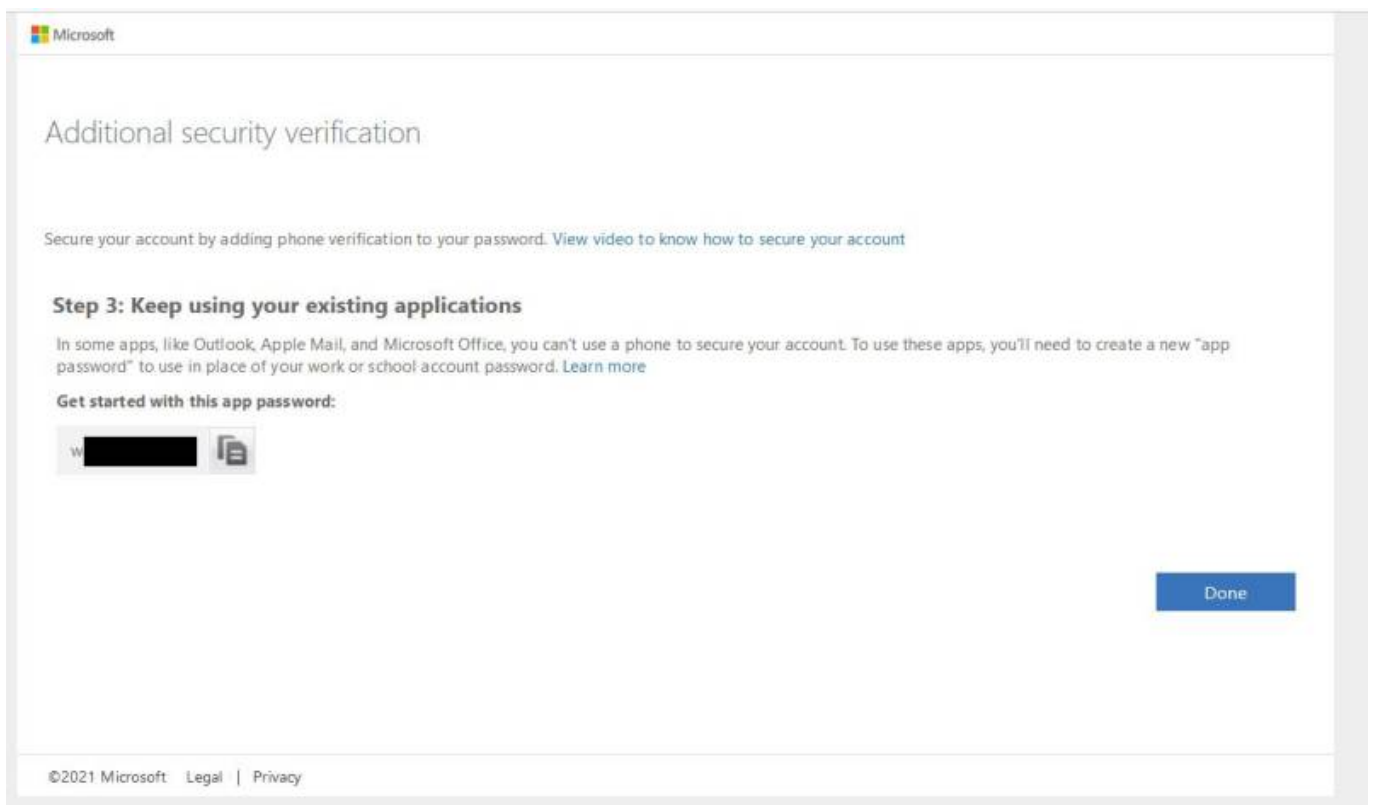 Microsoft
Additional security verification
Secure your account by adding phone verification to your password. View video to know how to secure your account
Step 3: Keep using your existing applications
In some apps, like Outlook, Apple Mail, and Microsoft Office, you can't use a phone to secure your account. To use these apps, you'll need to create a new "app
password" to use in place of your work or school account password. Learn more
Get started with this app password:
w
Done
©2021 Microsoft Legal | Privacy